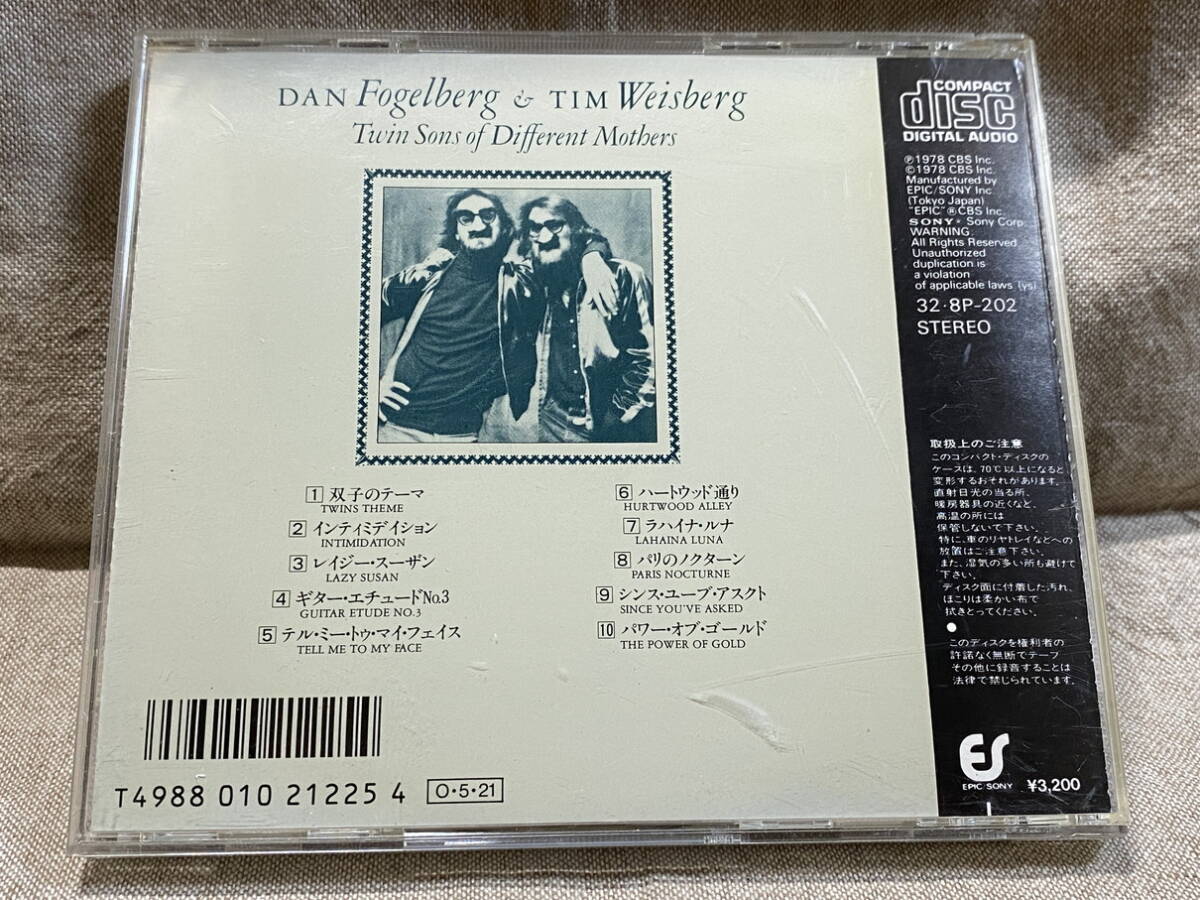 DAN Fogelberg & TIM Weisberg
Twin Sons of Different Mothers
1 双子のテーマ
TWINS THEME
2 インティミデイション
INTIMIDATION
3 レイジー・スーザン
LAZY SUSAN
4 ギター・エチュードNo.3
GUITAR ETUDE NO.3
5 テル・ミー・トゥ・マイ・フェイス
TELL ME TO MY FACE
6 ハートウッド通り
HURTWOOD ALLEY
7 ラハイナ・ルナ
LAHAINA LUNA
8 パリのノクターン
PARIS NOCTURNE
9 シンス・ユーブ・アスクト
SINCE YOU'VE ASKED
10 パワー・オブ・ゴールド
THE POWER OF GOLD
T4988 010 21225 4
O・5・21
COMPACT
disc
DIGITAL AUDIO
℗1978 CBS Inc.
©1978 CBS Inc.
Manufactured by
EPIC/SONY Inc.
(Tokyo Japan)
"EPIC"®CBS Inc.
SONY® Sony Corp.
WARNING:
All Rights Reserved
Unauthorized
duplication is
a violation
of applicable laws (ys)
32・8P-202
STEREO
取扱上のご注意
このコンパクト・ディスクの
ケースは、70℃以上になると
変形するおそれがあります。
直射日光の当る所、
暖房器具の近くなど、
高温の所には
保管しないで下さい。
特に、車のリヤトレイなどへの
放置はご注意下さい。
また、湿気の多い所も避けて
下さい。
ディスク面に付着した汚れ、
ほこりは柔かい布で
拭きとってください。
●
このディスクを権利者の
許諾なく無断でテープ
その他に録音することは
法律で禁じられています。
ES
EPIC/SONY
¥3,200